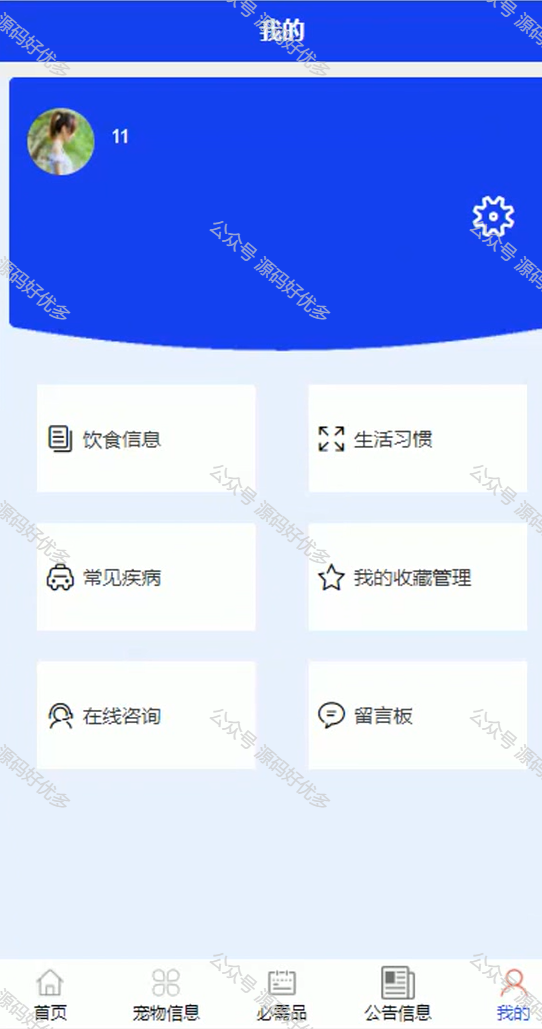 我的
11
饮食信息
生活习惯
常见疾病
我的收藏管理
在线咨询
留言板
首页
宠物信息
必需品
公告信息
我的
公众号 源码好优多